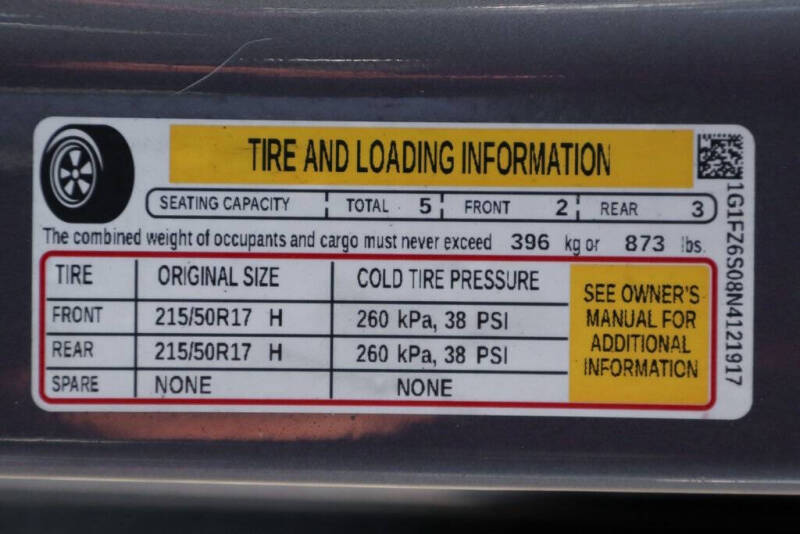 TIRE AND LOADING INFORMATION
SEATING CAPACITY TOTAL 5 FRONT 2 REAR 3
The combined weight of occupants and cargo must never exceed 396 kg or 873 lbs.
TIRE ORIGINAL SIZE COLD TIRE PRESSURE
FRONT 215/50R17 H 260 kPa, 38 PSI
REAR 215/50R17 H 260 kPa, 38 PSI
SPARE NONE NONE
SEE OWNER'S
MANUAL FOR
ADDITIONAL
INFORMATION
1G1FZ6S08N4121917